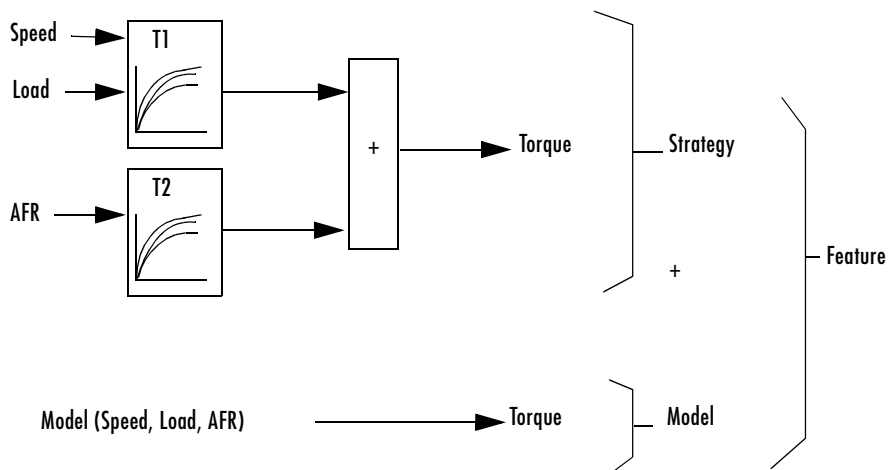 Speed
T1
Load
+
Torque
Strategy
T2
AFR
+
Feature
Model (Speed, Load, AFR)
Torque
Model